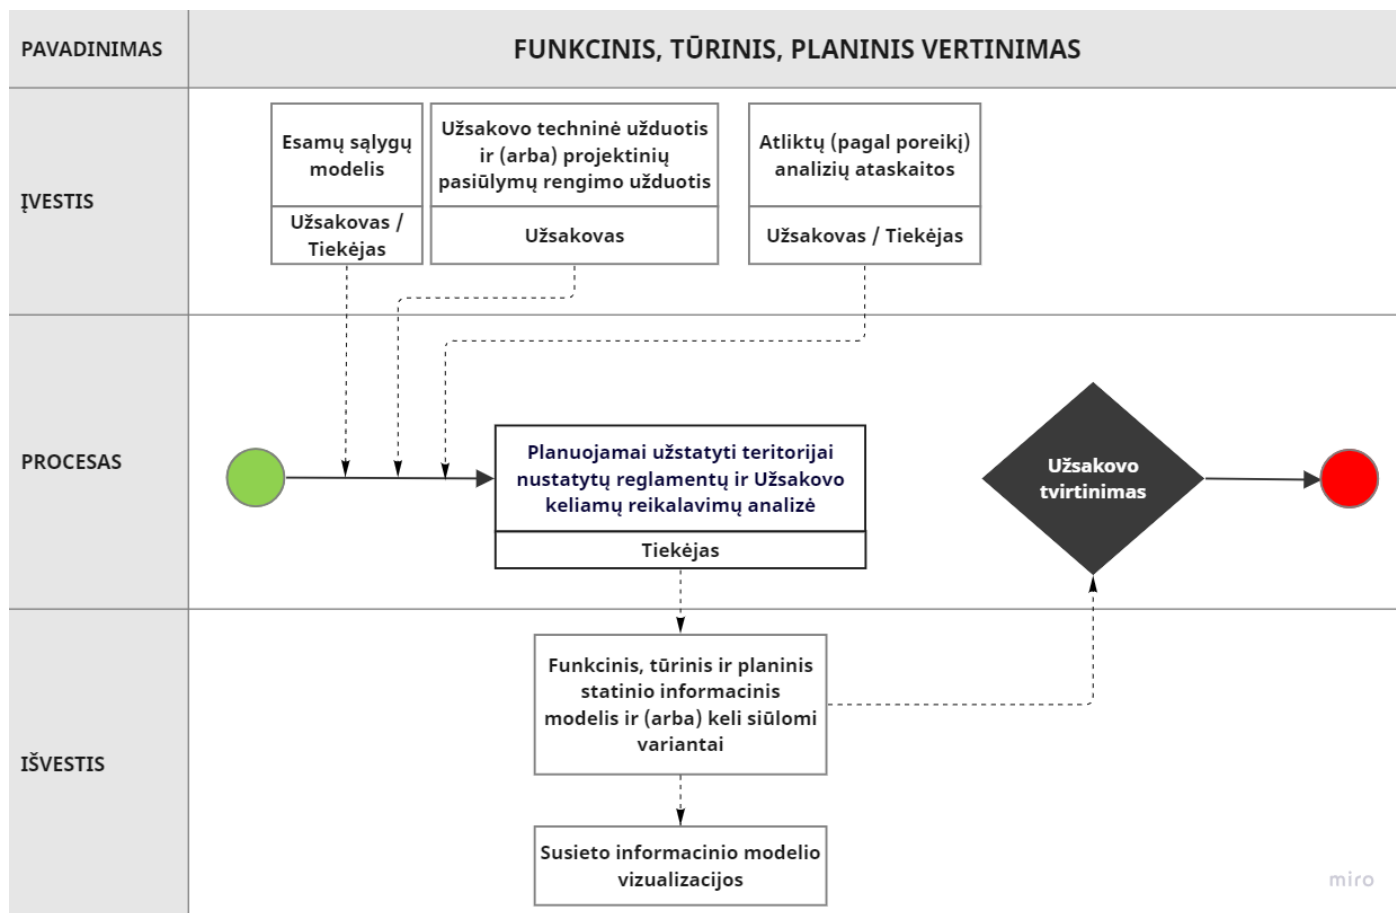 PAVADINIMAS
FUNKCINIS, TŪRINIS, PLANINIS VERTINIMAS
ĮVESTIS
Esamų sąlygų
modelis
Užsakovas /
Tiekėjas
Užsakovo techninė užduotis
ir (arba) projektinių
pasiūlymų rengimo užduotis
Užsakovas
Atliktų (pagal poreikį)
analizių ataskaitos
Užsakovas / Tiekėjas
PROCESAS
Planuojamai užstatyti teritorijai
nustatytų reglamentų ir Užsakovo
keliamų reikalavimų analizė
Tiekėjas
Užsakovo
tvirtinimas
IŠVESTIS
Funkcinis, tūrinis ir planinis
statinio informacinis
modelis ir (arba) keli siūlomi
variantai
Susieto informacinio modelio
vizualizacijos
miro